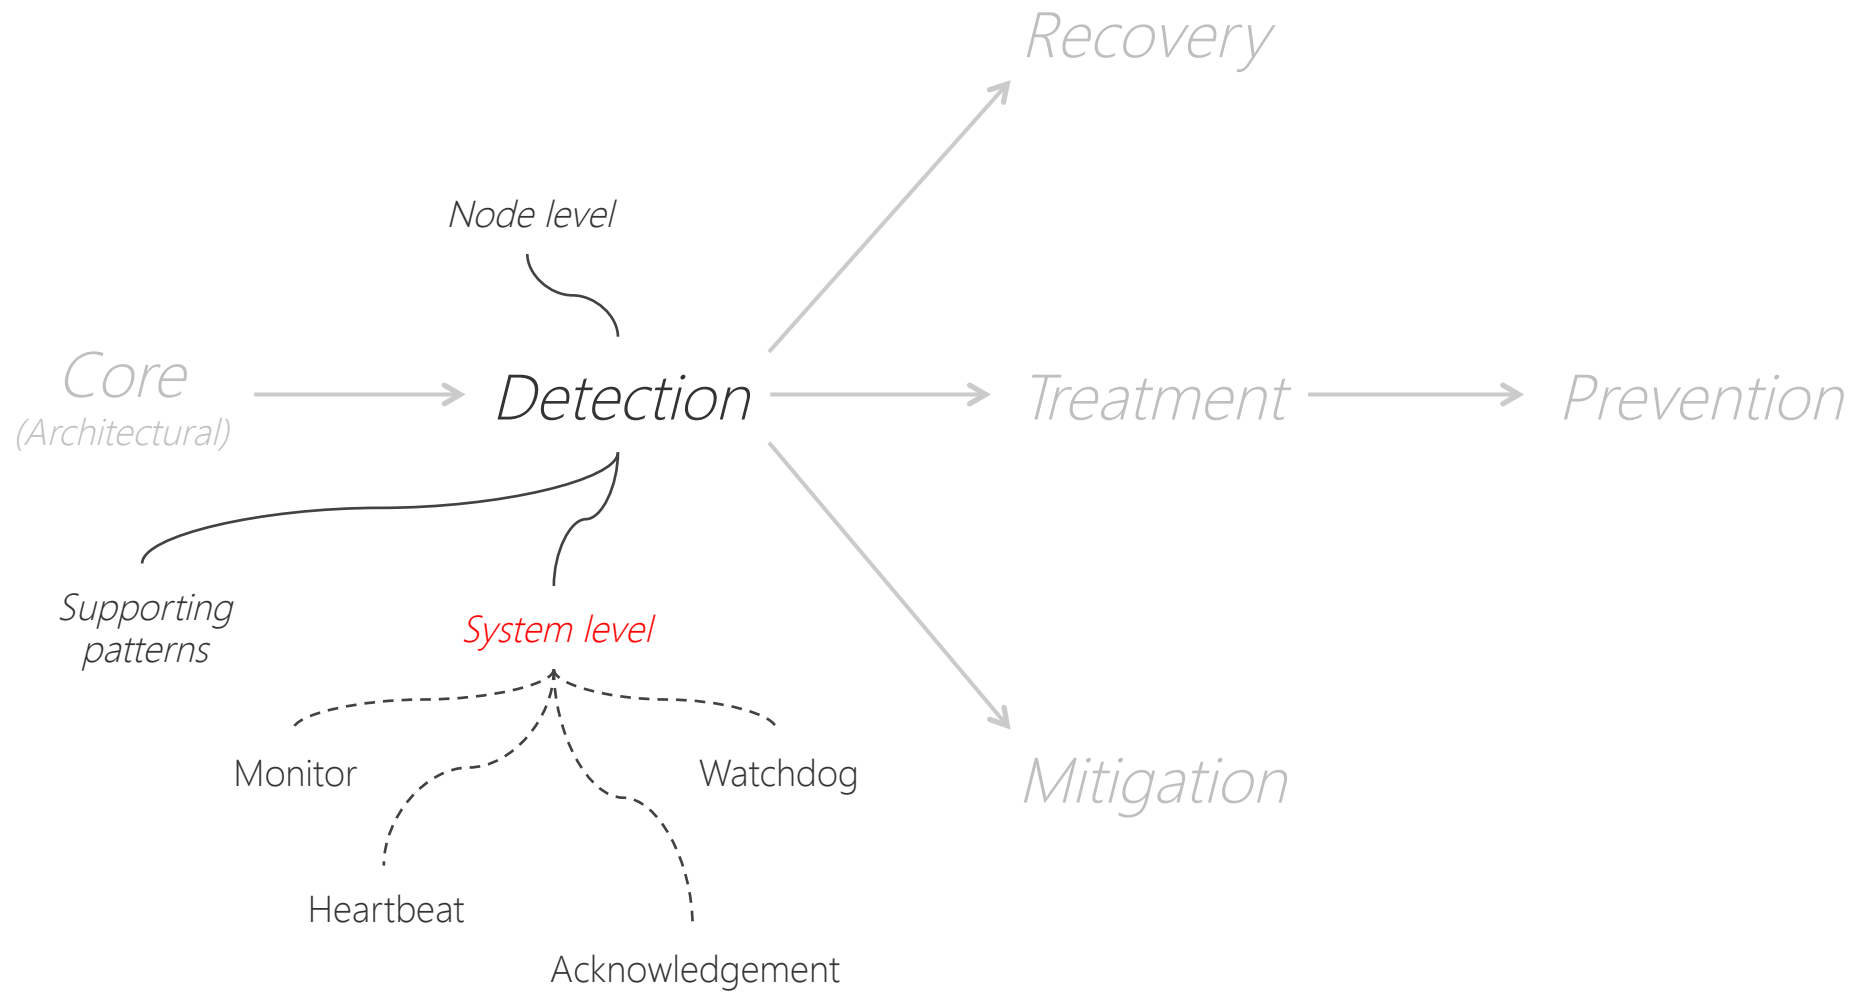 Recovery
Node level
Core
(Architectural)
Detection
Treatment
Prevention
Supporting
patterns
System level
Monitor
Watchdog
Mitigation
Heartbeat
Acknowledgement